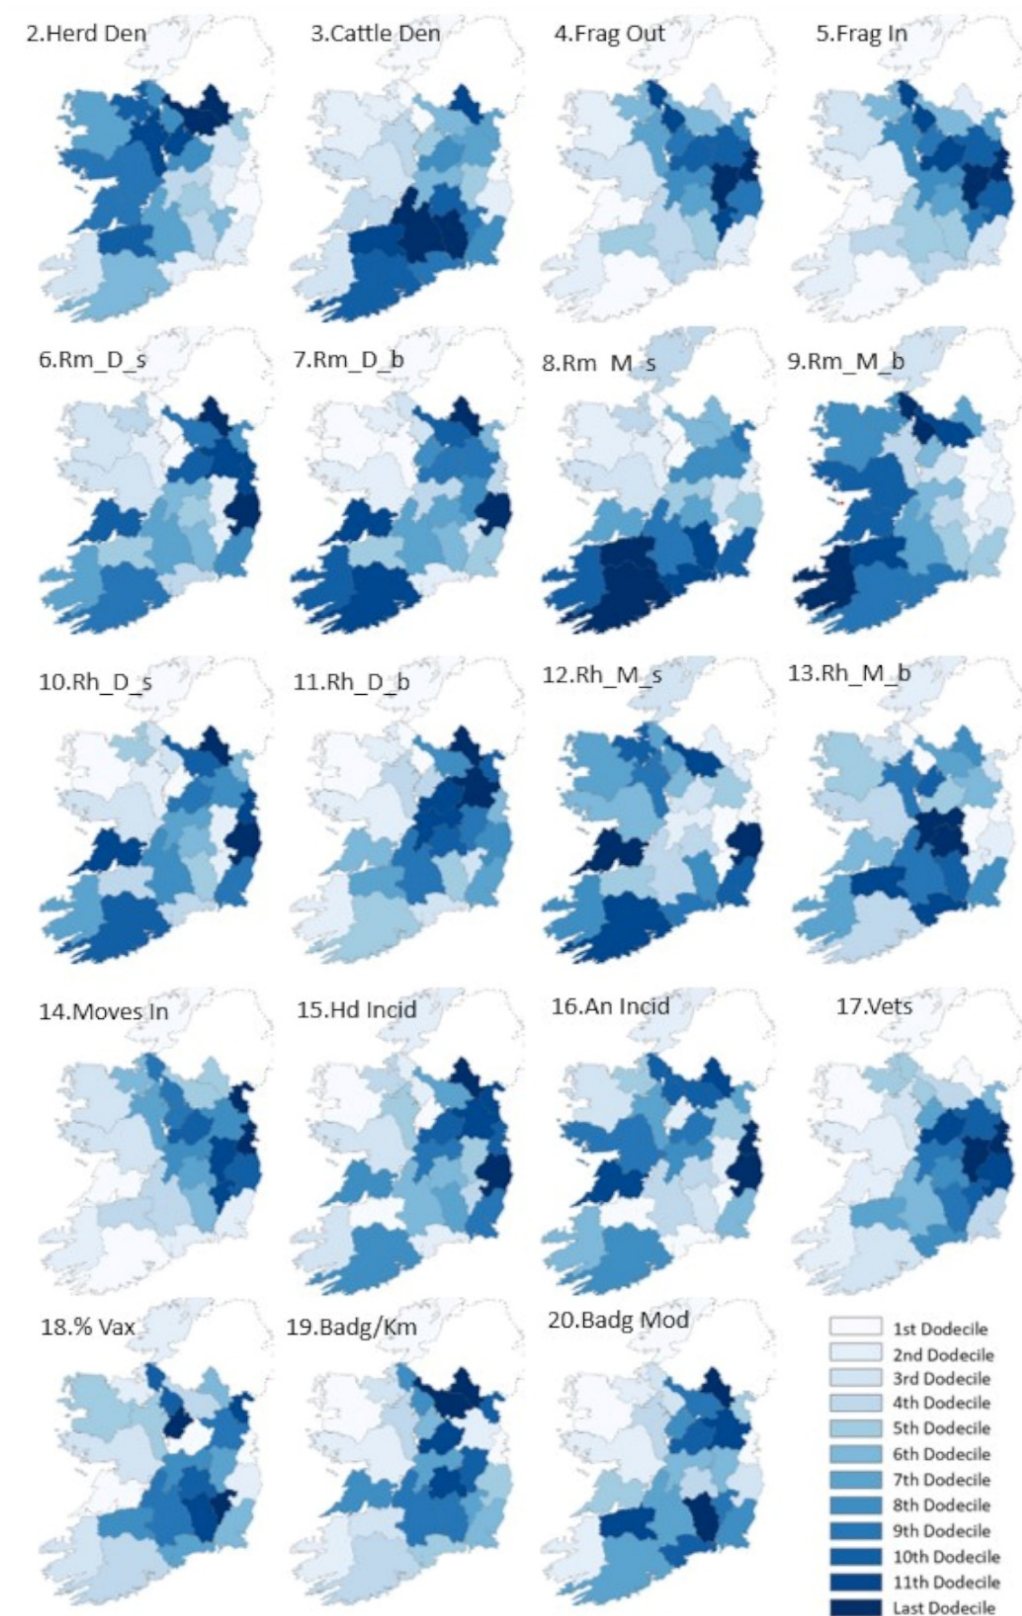 2.Herd Den
3.Cattle Den
4.Frag Out
5.Frag In
6.Rm_D_s
7.Rm_D_b
8.Rm M s
9.Rm_M_b
10.Rh_D_s
11.Rh_D_b
12.Rh_M_s
13.Rh_M_b
14.Moves In
15.Hd Incid
16.An Incid
17.Vets
18.% Vax
19.Badg/Km
20.Badg Mod
1st Dodecile
2nd Dodecile
3rd Dodecile
4th Dodecile
5th Dodecile
6th Dodecile
7th Dodecile
8th Dodecile
9th Dodecile
10th Dodecile
11th Dodecile
Last Dodecile